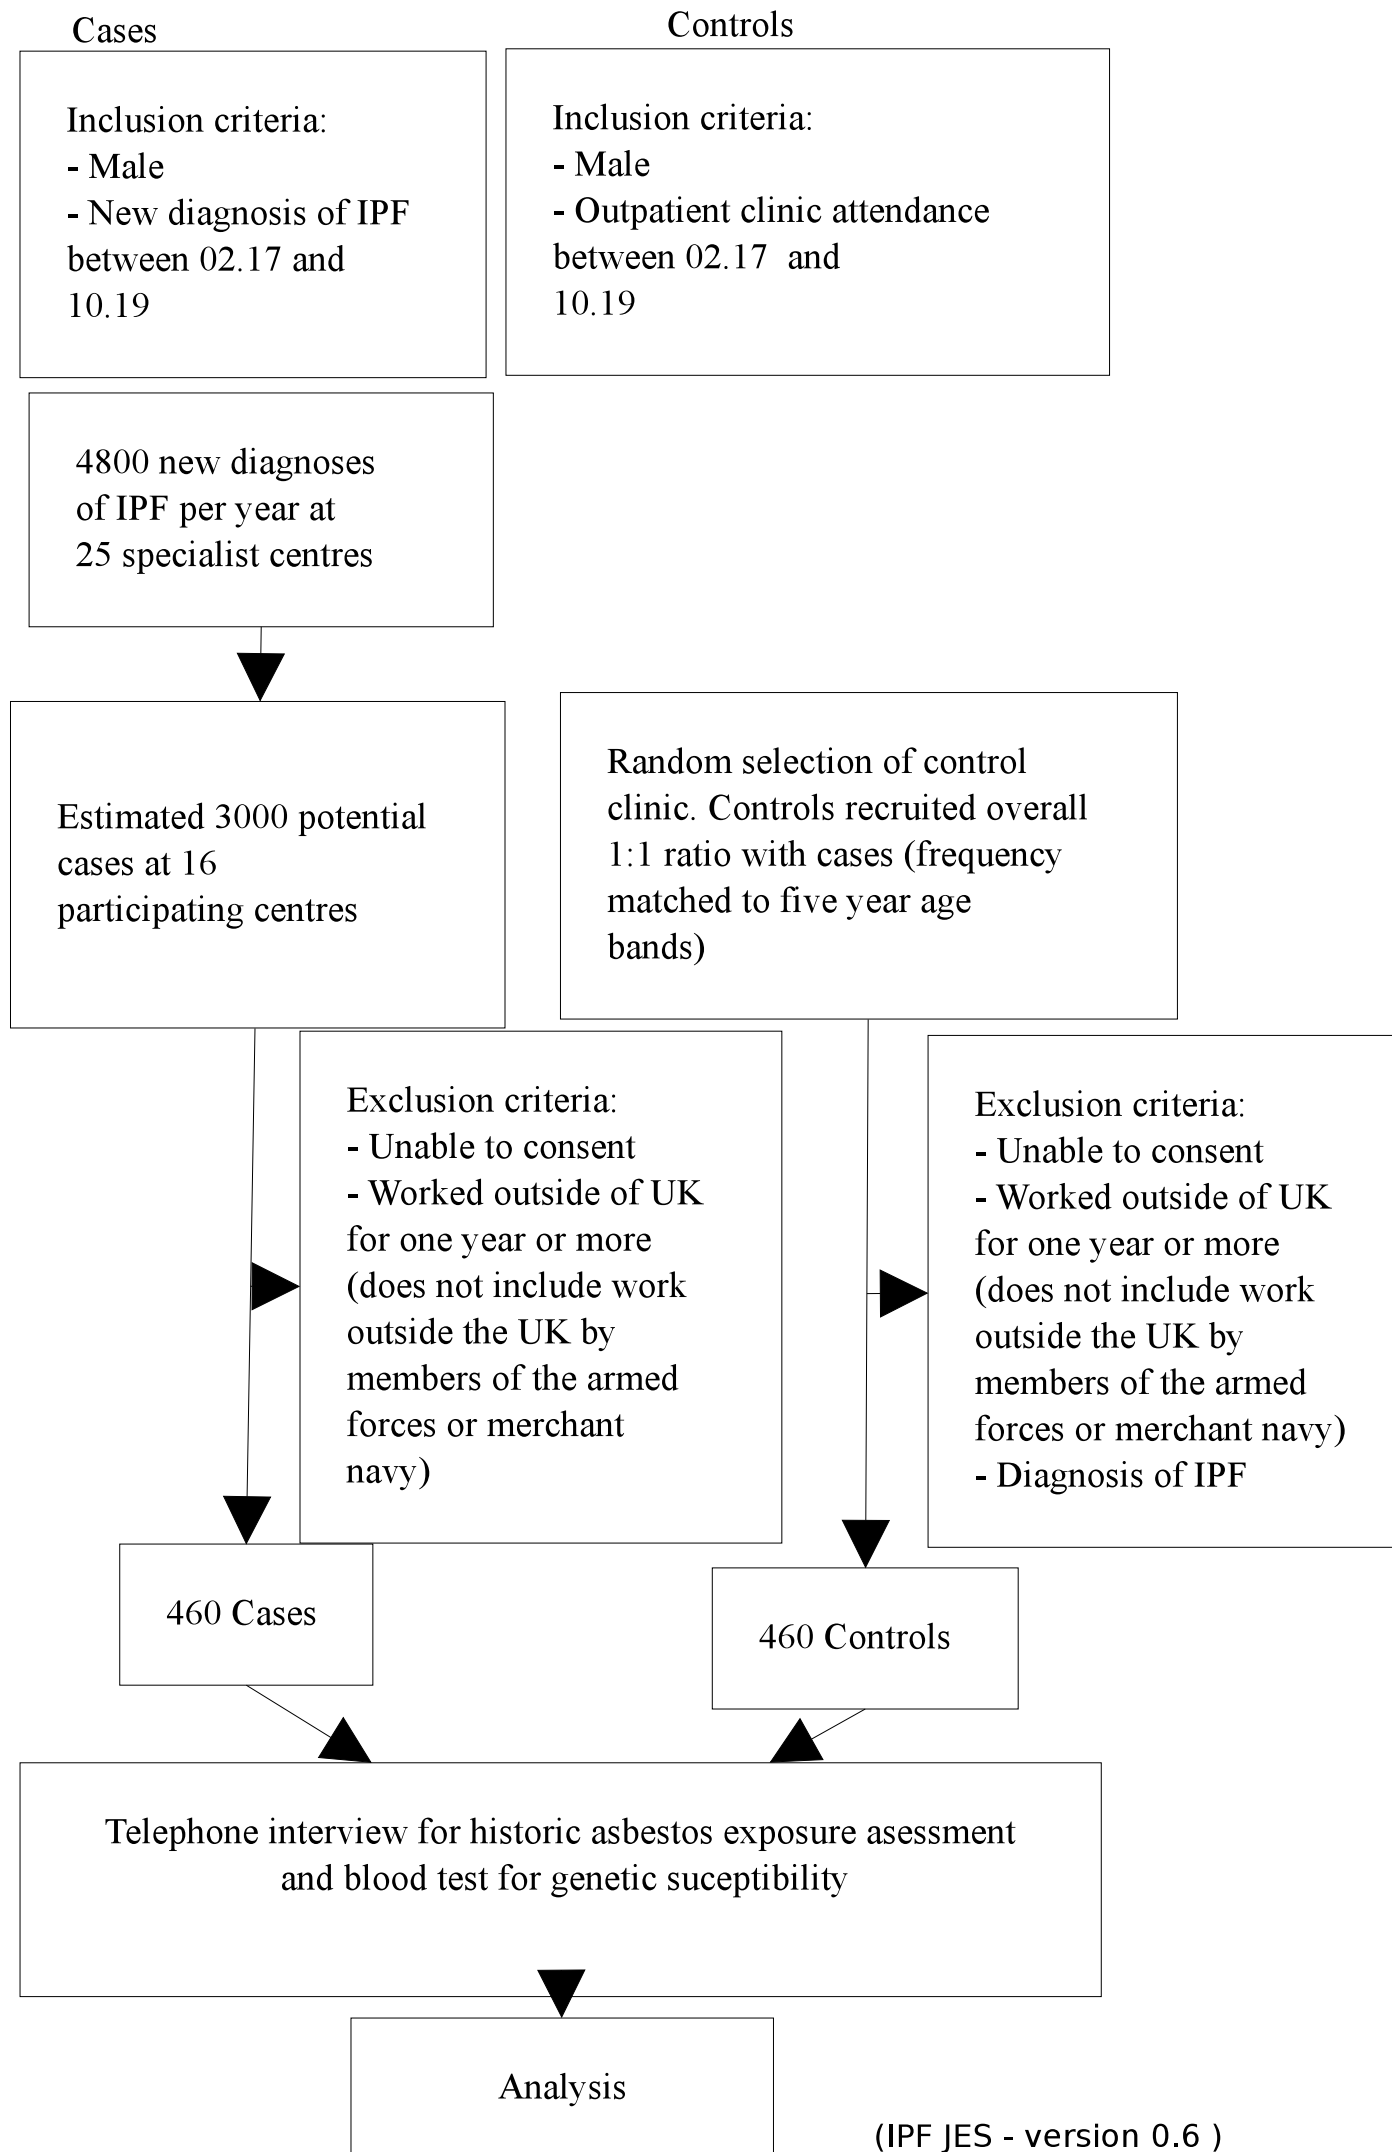 Cases
Controls
Inclusion criteria:
- Male
- New diagnosis of IPF
between 02.17 and
10.19
Inclusion criteria:
- Male
- Outpatient clinic attendance
between 02.17  and
10.19
4800 new diagnoses
of IPF per year at
25 specialist centres
Estimated 3000 potential
cases at 16
participating centres
Random selection of control
clinic. Controls recruited overall
1:1 ratio with cases (frequency
matched to five year age
bands)
Exclusion criteria:
- Unable to consent
- Worked outside of UK
for one year or more
(does not include work
outside the UK by
members of the armed
forces or merchant
navy)
Exclusion criteria:
- Unable to consent
- Worked outside of UK
for one year or more
(does not include work
outside the UK by
members of the armed
forces or merchant navy)
- Diagnosis of IPF
460 Cases
460 Controls
Telephone interview for historic asbestos exposure asessment
and blood test for genetic suceptibility
Analysis
(IPF JES - version 0.6 )